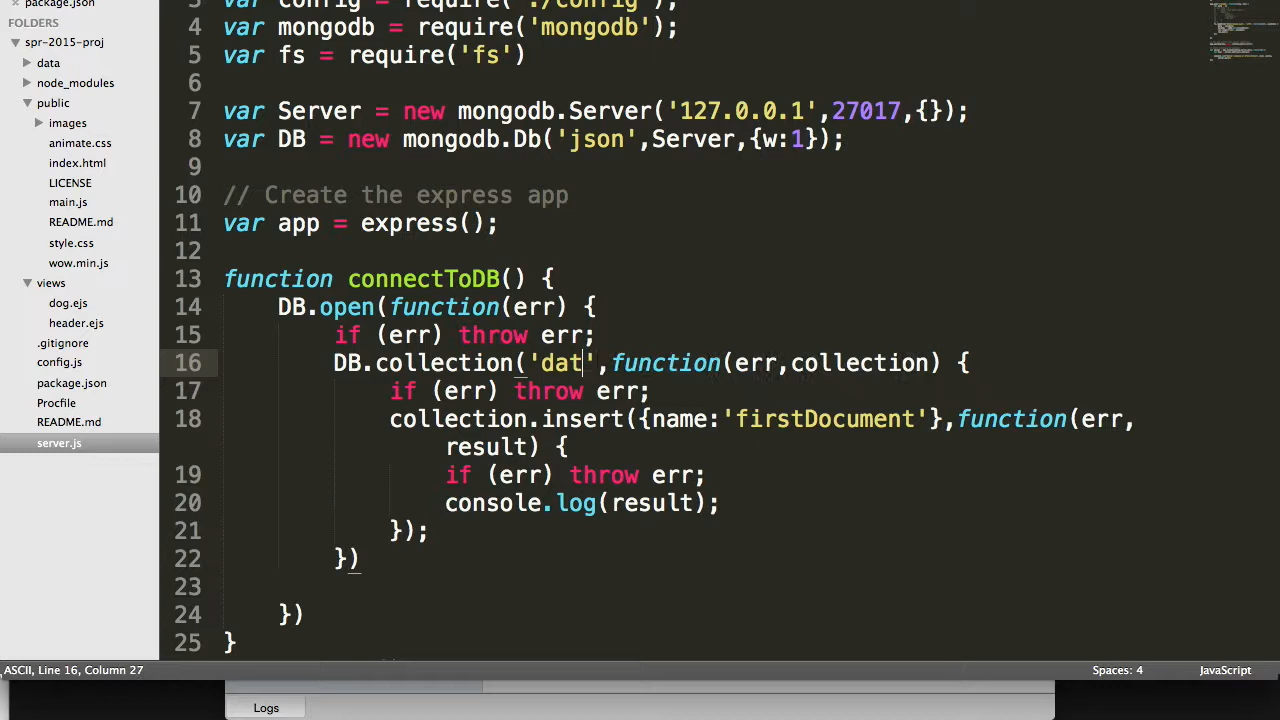 package.json
FOLDERS
spr-2015-proj
data
node_modules
public
images
animate.css
index.html
LICENSE
main.js
README.md
style.css
wow.min.js
views
dog.ejs
header.ejs
.gitignore
config.js
package.json
Procfile
README.md
server.js
3 var config = require('./config');
4 var mongodb = require('mongodb');
5 var fs = require('fs')
6
7 var Server = new mongodb.Server('127.0.0.1',27017,{});
8 var DB = new mongodb.Db('json',Server,{w:1});
9
10 // Create the express app
11 var app = express();
12
13 function connectToDB() {
14 DB.open(function(err) {
15 if (err) throw err;
16 DB.collection('dat',function(err,collection) {
17 if (err) throw err;
18 collection.insert({name:'firstDocument'},function(err,
result) {
19 if (err) throw err;
20 console.log(result);
21 });
22 })
23
24 })
25 }
ASCII, Line 16, Column 27
Spaces: 4
JavaScript
Logs